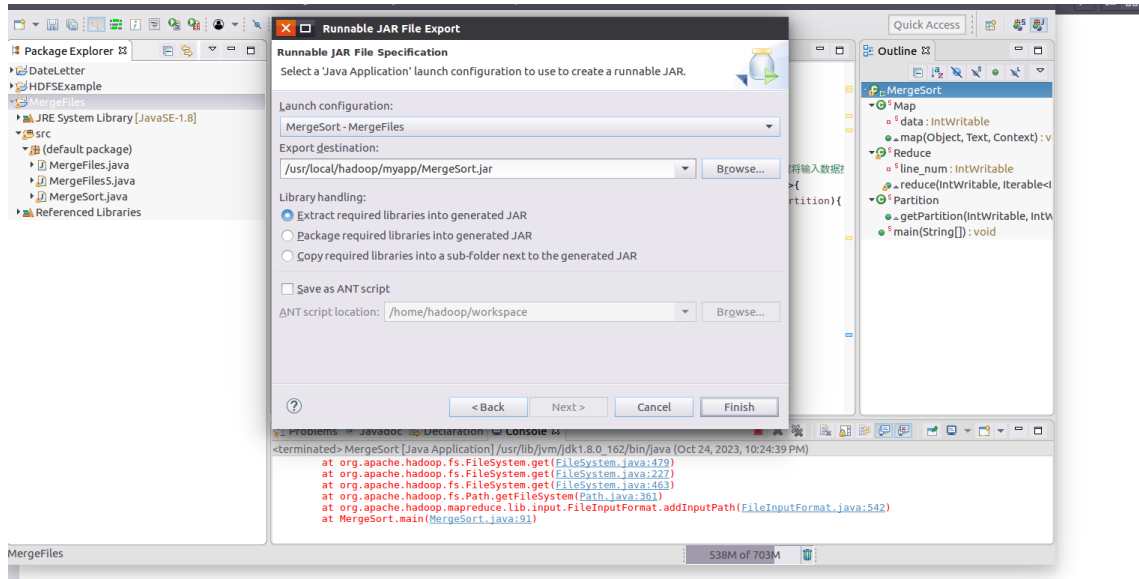 Runnable JAR File Export
Quick Access
Package Explorer
DateLetter
HDFSExample
MergeFiles
JRE System Library [JavaSE-1.8]
src
(default package)
MergeFiles.java
MergeFiles5.java
MergeSort.java
Referenced Libraries
Runnable JAR File Specification
Select a 'Java Application' launch configuration to use to create a runnable JAR.
Launch configuration:
MergeSort - MergeFiles
Export destination:
/usr/local/hadoop/myapp/MergeSort.jar
Browse...
Library handling:
Extract required libraries into generated JAR
Package required libraries into generated JAR
Copy required libraries into a sub-folder next to the generated JAR
Save as ANT script
ANT script location: /home/hadoop/workspace
Browse...
< Back
Next >
Cancel
Finish
将输入数据
>{
rtition){
Outline
MergeSort
Map
data : IntWritable
map(Object, Text, Context) : v
Reduce
line_num : IntWritable
reduce(IntWritable, Iterable<I
Partition
getPartition(IntWritable, IntW
main(String[]) : void
Problems
Javadoc
Declaration
Console
<terminated> MergeSort [Java Application] /usr/lib/jvm/jdk1.8.0_162/bin/java (Oct 24, 2023, 10:24:39 PM)
at org.apache.hadoop.fs.FileSystem.get(FileSystem.java:479)
at org.apache.hadoop.fs.FileSystem.get(FileSystem.java:227)
at org.apache.hadoop.fs.FileSystem.get(FileSystem.java:463)
at org.apache.hadoop.fs.Path.getFileSystem(Path.java:361)
at org.apache.hadoop.mapreduce.lib.input.FileInputFormat.addInputPath(FileInputFormat.java:542)
at MergeSort.main(MergeSort.java:91)
MergeFiles
538M of 703M